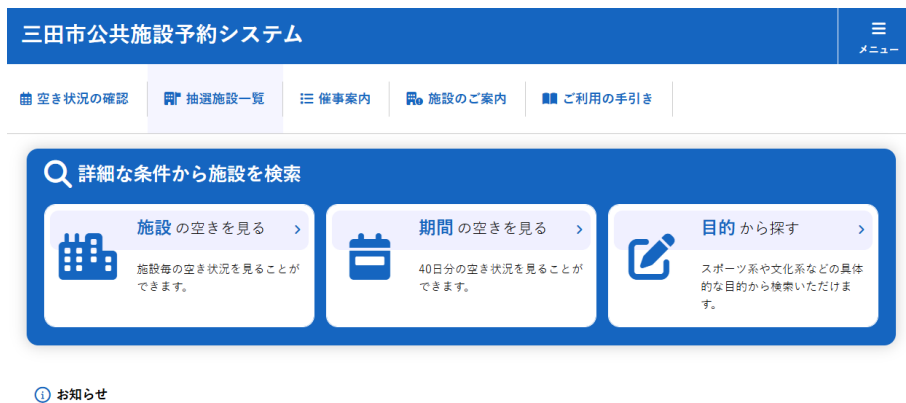 三田市公共施設予約システム
メニュー
空き状況の確認
抽選施設一覧
催事案内
施設のご案内
ご利用の手引き
詳細な条件から施設を検索
施設 の空きを見る
施設毎の空き状況を見ることが
できます。
期間 の空きを見る
40日分の空き状況を見ることが
できます。
目的 から探す
スポーツ系や文化系などの具体
的な目的から検索いただけま
す。
お知らせ